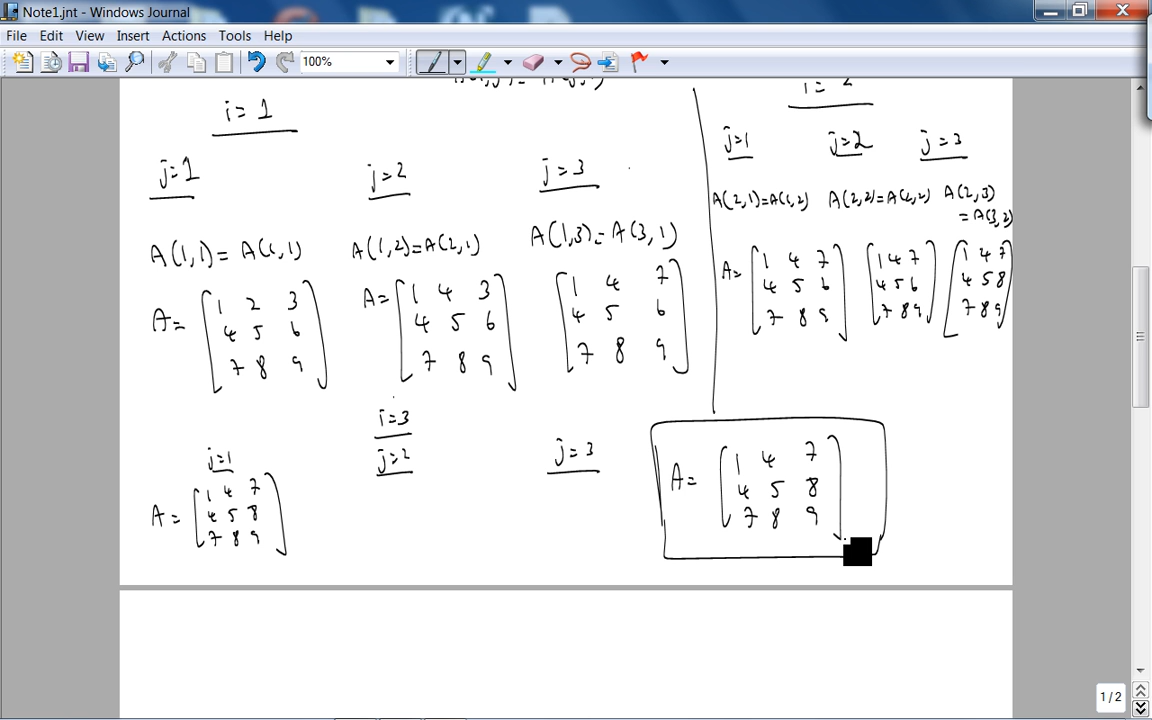 Note1.jnt - Windows Journal
File Edit View Insert Actions Tools Help
100%
i=1
j=1
j=2
j=3
A(1,1)=A(1,1)
A(1,2)=A(2,1)
A(1,3)=A(3,1)
A= 1 2 3
4 5 6
7 8 9
A= 1 4 3
4 5 6
7 8 9
1 4 7
4 5 6
7 8 9
i=2
j=1
j=2
j=3
A(2,1)=A(1,2)
A(2,2)=A(2,2)
A(2,3)
=A(3,2)
A= 1 4 7
4 5 6
7 8 9
1 4 7
4 5 6
7 8 9
1 4 7
4 5 8
7 8 9
i=3
j=1
j=2
j=3
A= 1 4 7
4 5 8
7 8 9
A= 1 4 7
4 5 8
7 8 9
1/2